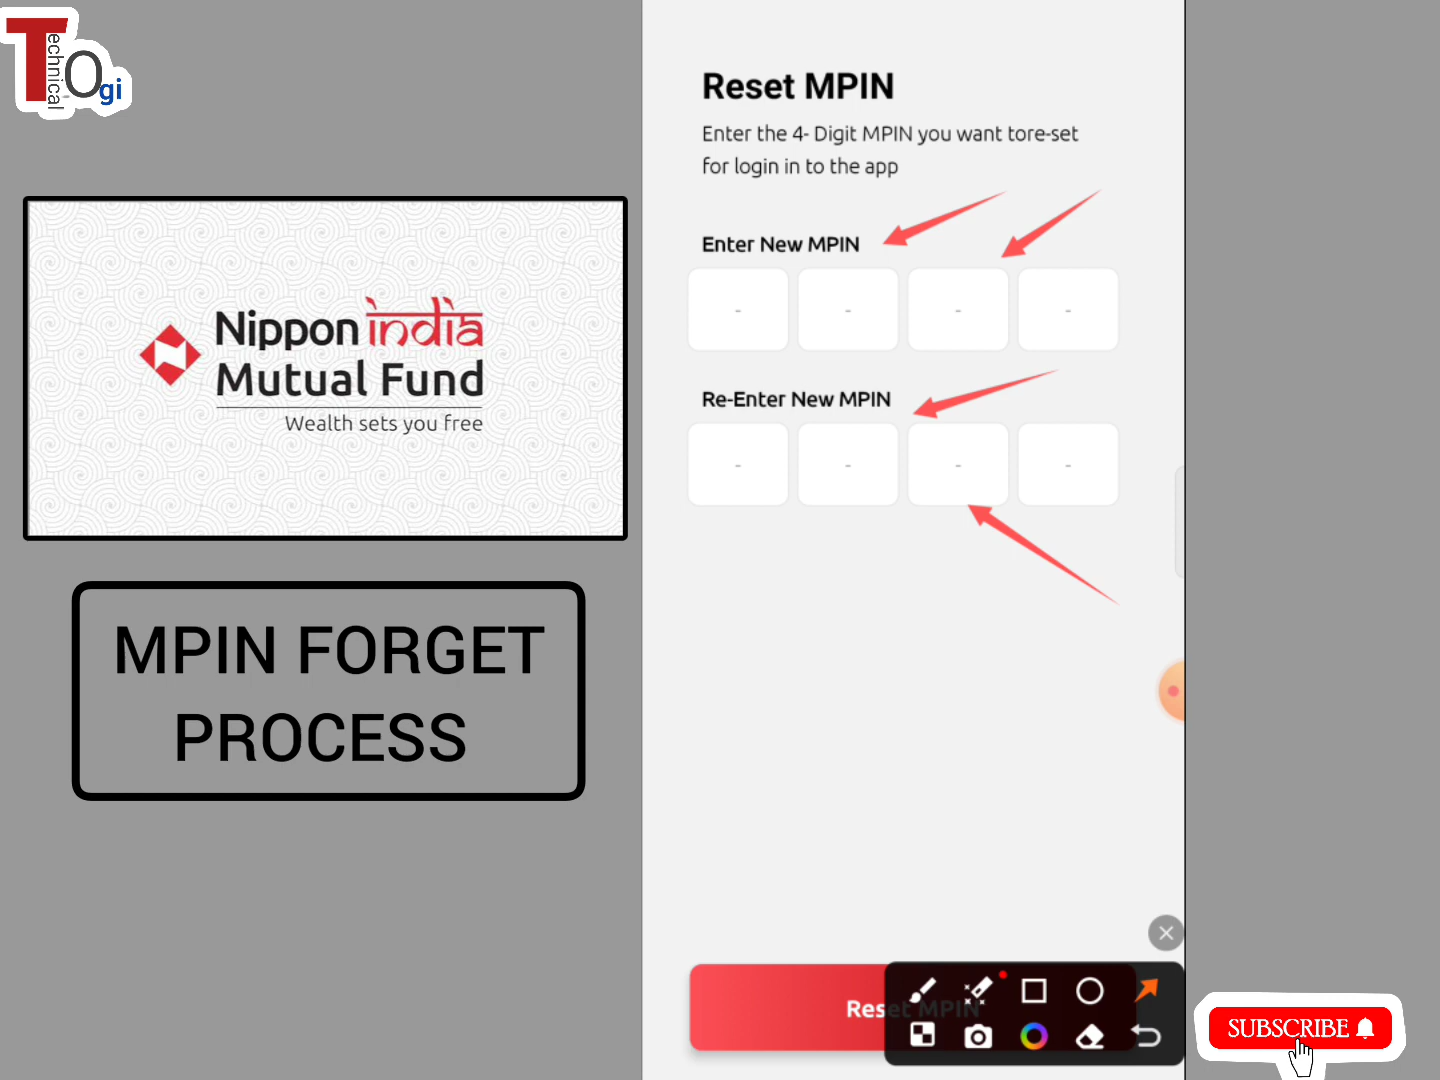 Technical Ogi
Nippon india
Mutual Fund
Wealth sets you free
MPIN FORGET
PROCESS
Reset MPIN
Enter the 4- Digit MPIN you want tore-set
for login in to the app
Enter New MPIN
- - - -
Re-Enter New MPIN
- - - -
Reset MPIN
SUBSCRIBE